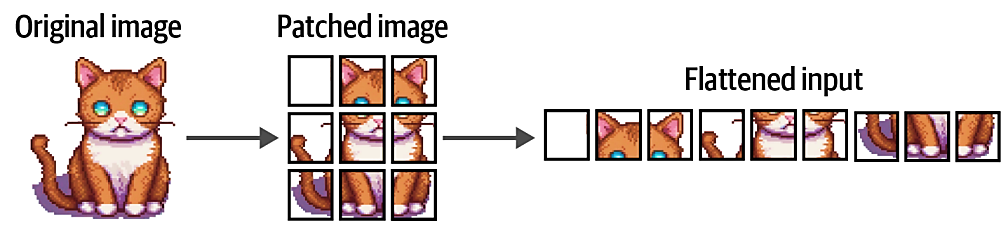 Original image
Patched image
Flattened input